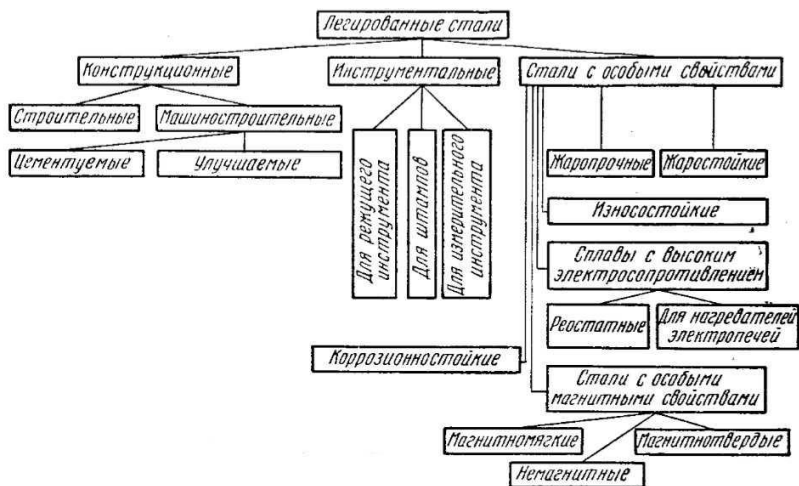 Легированные стали
Конструкционные
Инструментальные
Стали с особыми свойствами
Строительные
Машиностроительные
Цементуемые
Улучшаемые
Для режущего
инструмента
Для штампов
Для измерительного
инструмента
Жаропрочные
Жаростойкие
Износостойкие
Сплавы с высоким
электросопротивлением
Реостатные
Для нагревателей
электропечей
Коррозионностойкие
Стали с особыми
магнитными свойствами
Магнитномягкие
Магнитнотвердые
Немагнитные